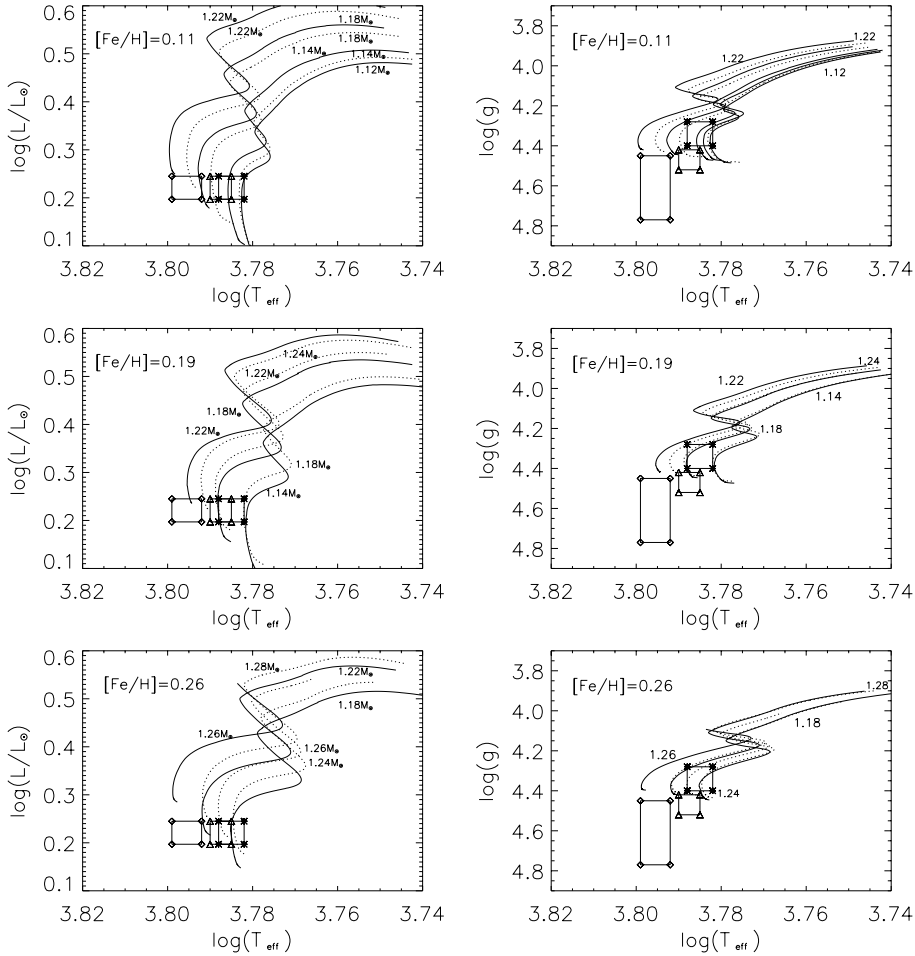 0.6
0.5
0.4
0.3
0.2
0.1
log(L/L⊙)
[Fe/H]=0.11
1.22M⊙
1.22M⊙
1.18M⊙
1.18M⊙
1.14M⊙
1.14M⊙
1.12M⊙
3.82 3.80 3.78 3.76 3.74
log(Teff)
4.0
4.2
4.4
4.6
4.8
log(g)
[Fe/H]=0.11
1.22
1.22
1.12
3.82 3.80 3.78 3.76 3.74
log(Teff)
0.6
0.5
0.4
0.3
0.2
0.1
log(L/L⊙)
[Fe/H]=0.19
1.24M⊙
1.22M⊙
1.18M⊙
1.22M⊙
1.18M⊙
1.14M⊙
3.82 3.80 3.78 3.76 3.74
log(Teff)
3.8
4.0
4.2
4.4
4.6
4.8
log(g)
[Fe/H]=0.19
1.24
1.22
1.14
1.18
3.82 3.80 3.78 3.76 3.74
log(Teff)
0.6
0.5
0.4
0.3
0.2
0.1
log(L/L⊙)
[Fe/H]=0.26
1.28M⊙
1.22M⊙
1.18M⊙
1.26M⊙
1.26M⊙
1.24M⊙
3.82 3.80 3.78 3.76 3.74
log(Teff)
3.8
4.0
4.2
4.4
4.6
4.8
log(g)
[Fe/H]=0.26
1.28
1.18
1.26
1.24
3.82 3.80 3.78 3.76 3.74
log(Teff)